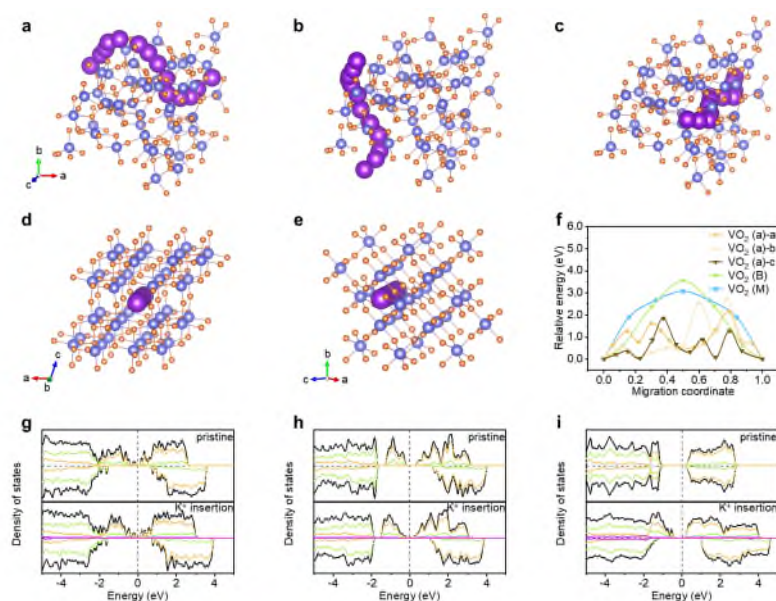 a
b
c
b
c
a
d
e
f
c
a
b
b
c
a
Relative energy (eV)
6.0
5.0
4.0
3.0
2.0
1.0
0.0
VO₂ (a)-a
VO₂ (a)-b
VO₂ (a)-c
VO₂ (B)
VO₂ (M)
0.0 0.2 0.4 0.6 0.8 1.0
Migration coordinate
g
h
i
Density of states
pristine
K⁺ insertion
-4 -2 0 2 4
Energy (eV)
Density of states
pristine
K⁺ insertion
-4 -2 0 2 4
Energy (eV)
Density of states
pristine
K⁺ insertion
-4 -2 0 2 4
Energy (eV)